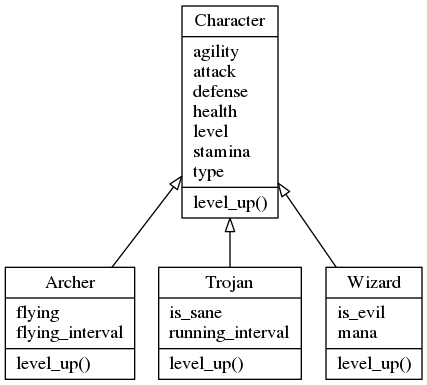 Character
agility
attack
defense
health
level
stamina
type
level_up()
Archer
flying
flying_interval
level_up()
Trojan
is_sane
running_interval
level_up()
Wizard
is_evil
mana
level_up()